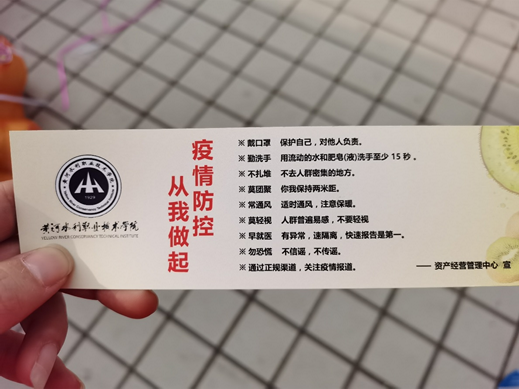 黄河水利职业技术学院
YELLOW RIVER CONSERVANCY TECHNICAL INSTITUTE
疫情防控
从我做起
※ 戴口罩 保护自己，对他人负责。
※ 勤洗手 用流动的水和肥皂(液)洗手至少 15 秒。
※ 不扎堆 不去人群密集的地方。
※ 莫团聚 你我保持两米距。
※ 常通风 适时通风，注意保暖。
※ 莫轻视 人群普遍易感，不要轻视
※ 早就医 有异常，速隔离，快速报告是第一。
※ 勿恐慌 不信谣，不传谣。
※ 通过正规渠道，关注疫情报道。
—— 资产经营管理中心 宣